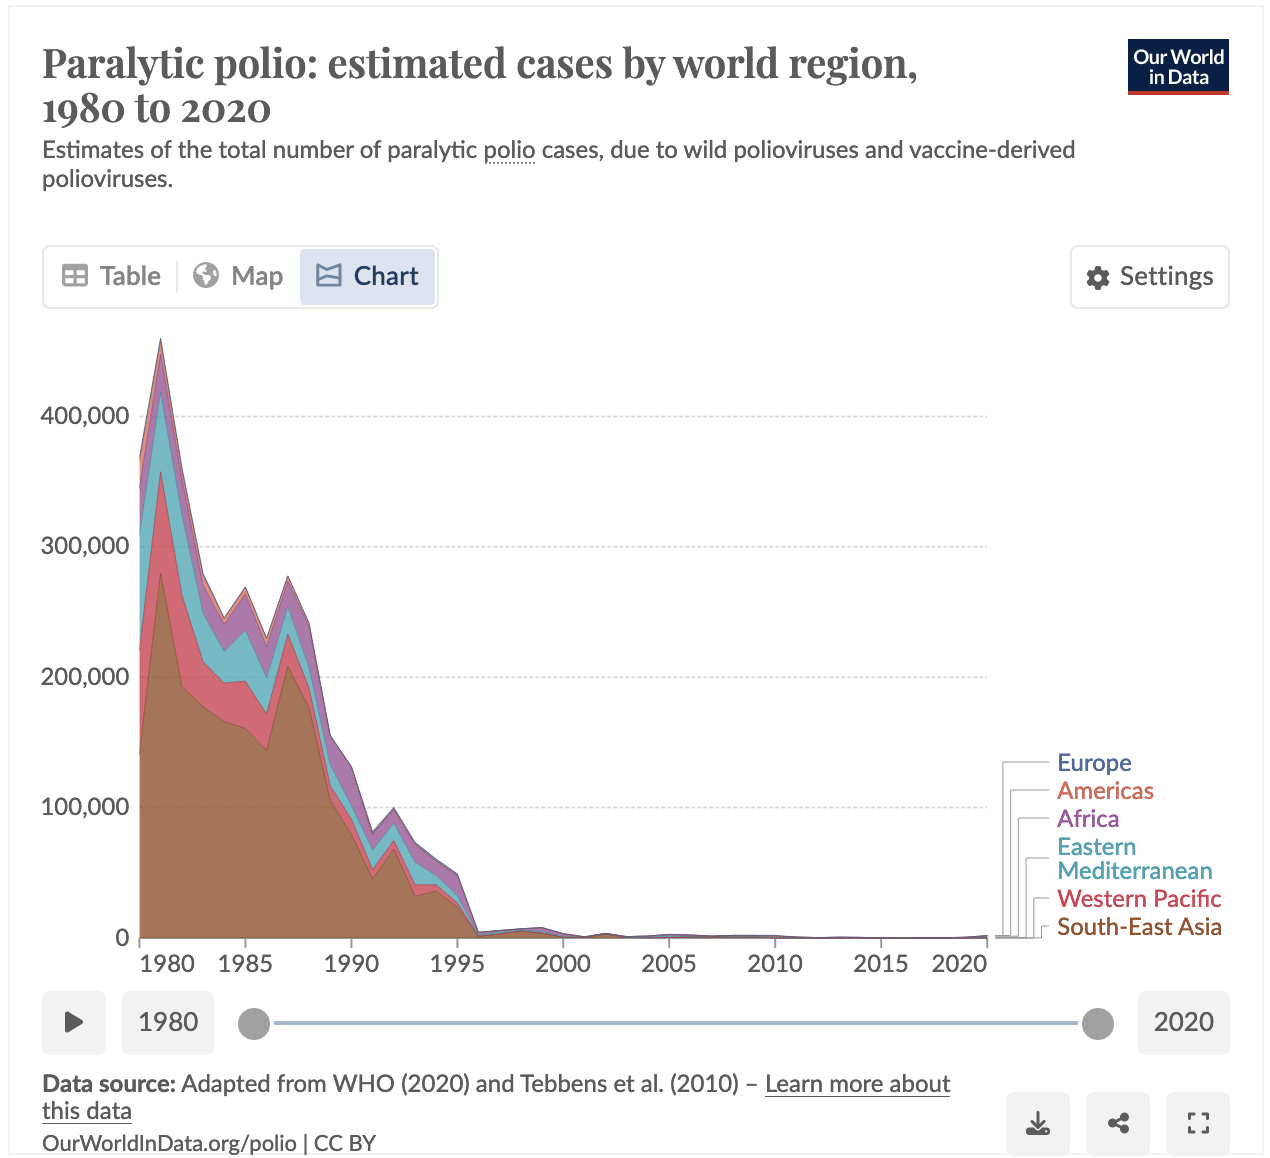 Paralytic polio: estimated cases by world region,
1980 to 2020
Our World
in Data
Estimates of the total number of paralytic polio cases, due to wild polioviruses and vaccine-derived
polioviruses.
Table
Map
Chart
Settings
400,000
300,000
200,000
100,000
0
Europe
Americas
Africa
Eastern
Mediterranean
Western Pacific
South-East Asia
1980 1985 1990 1995 2000 2005 2010 2015 2020
1980
2020
Data source: Adapted from WHO (2020) and Tebbens et al. (2010) – Learn more about
this data
OurWorldInData.org/polio | CC BY